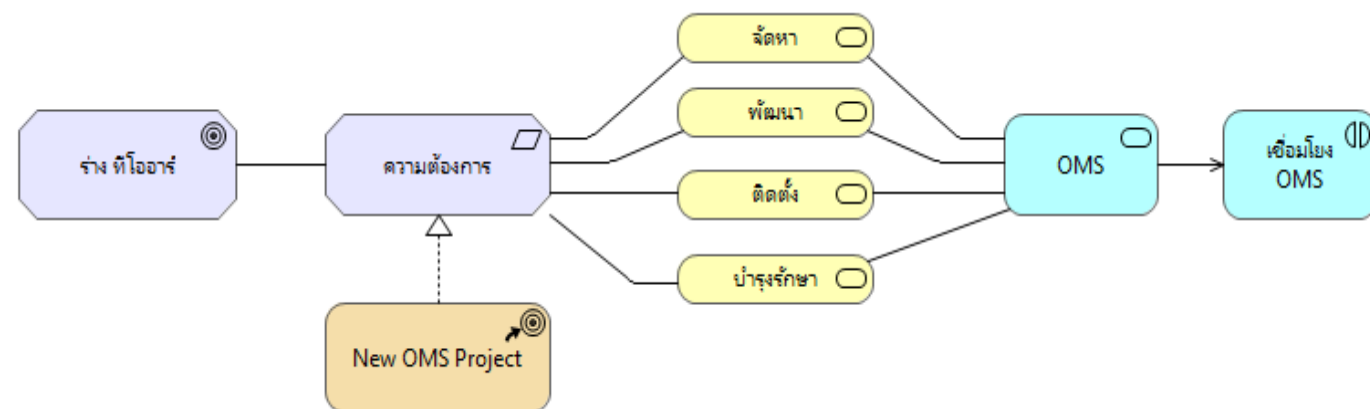 ร่าง ทีโออาร์
ความต้องการ
New OMS Project
จัดหา
พัฒนา
ติดตั้ง
บำรุงรักษา
OMS
เชื่อมโยง
OMS